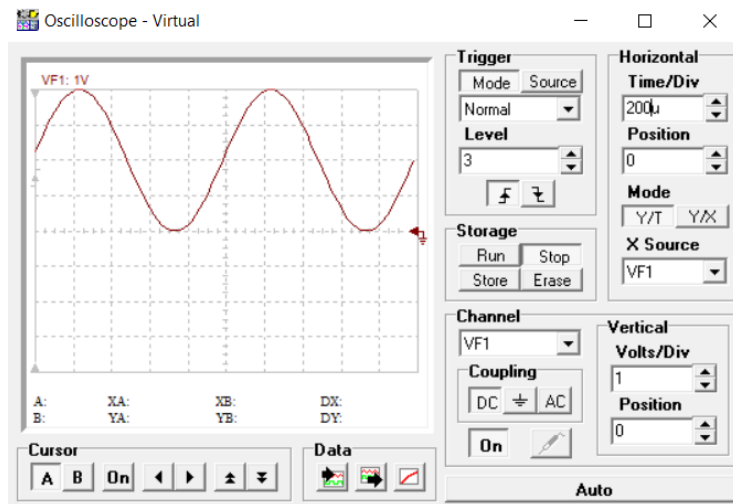 Oscilloscope - Virtual
VF1: 1V
A: XA: XB: DX:
B: YA: YB: DY:
Cursor
A B On
Data
Trigger
Mode Source
Normal
Level
3
Storage
Run Stop
Store Erase
Horizontal
Time/Div
200µ
Position
0
Mode
Y/T Y/X
X Source
VF1
Channel
VF1
Coupling
DC AC
On
Vertical
Volts/Div
1
Position
0
Auto